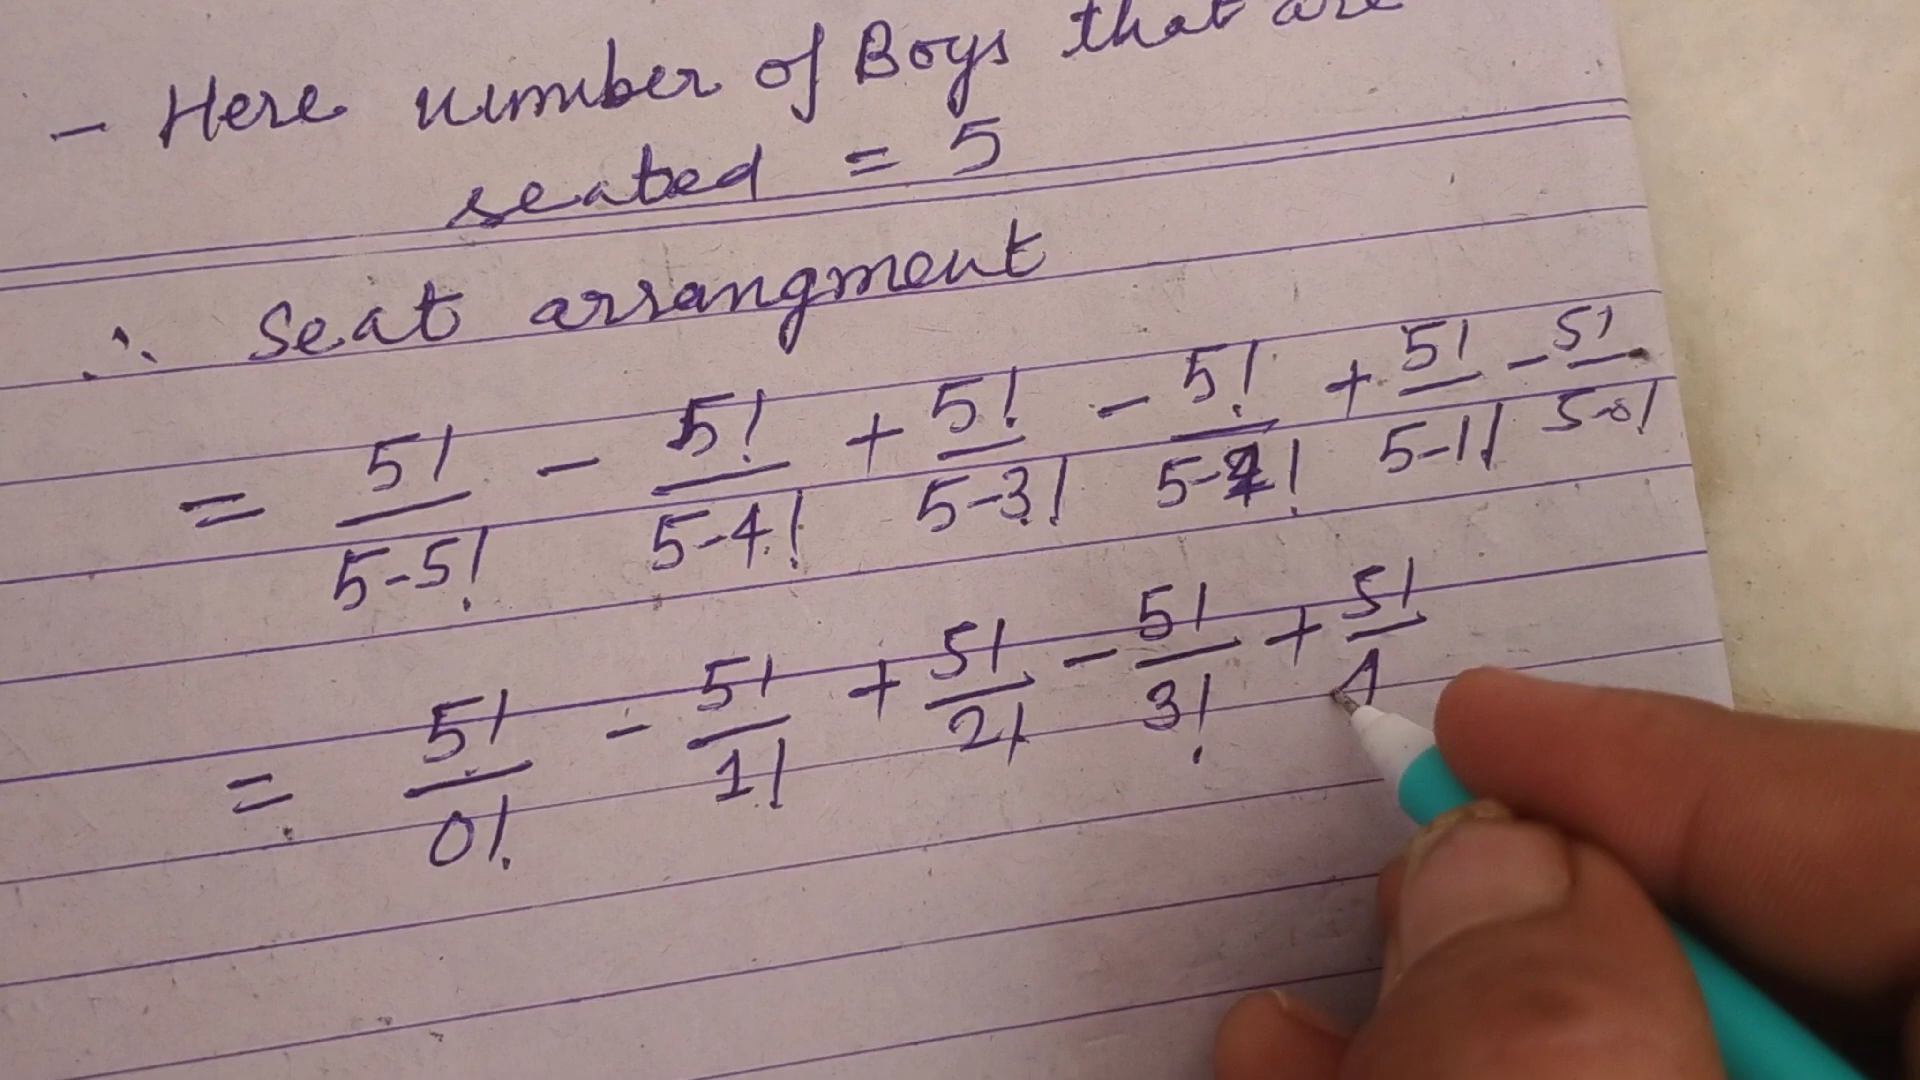 - Here number of Boys that are
seated = 5
∴ Seat arrangment
= 5!/5-5! - 5!/5-4! + 5!/5-3! - 5!/5-2! + 5!/5-1! - 5!/5-0!
= 5!/0! - 5!/1! + 5!/2! - 5!/3! + 5!/4